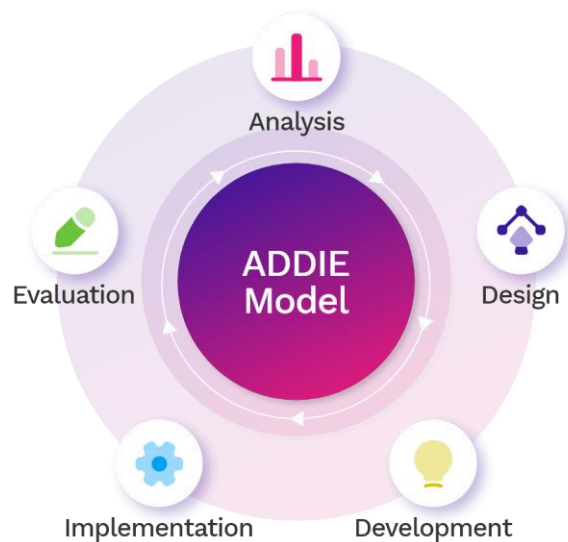 Analysis
ADDIE
Model
Evaluation
Design
Implementation
Development